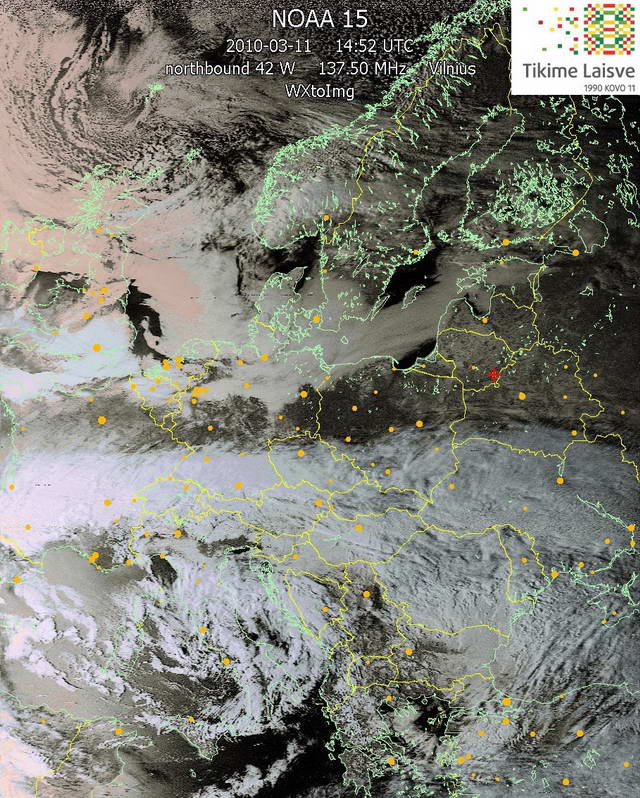 NOAA 15
2010-03-11 14:52 UTC
northbound 42 W 137.50 MHz Vilnius
WXtoImg
Tikime Laisve
1990 KOVO 11